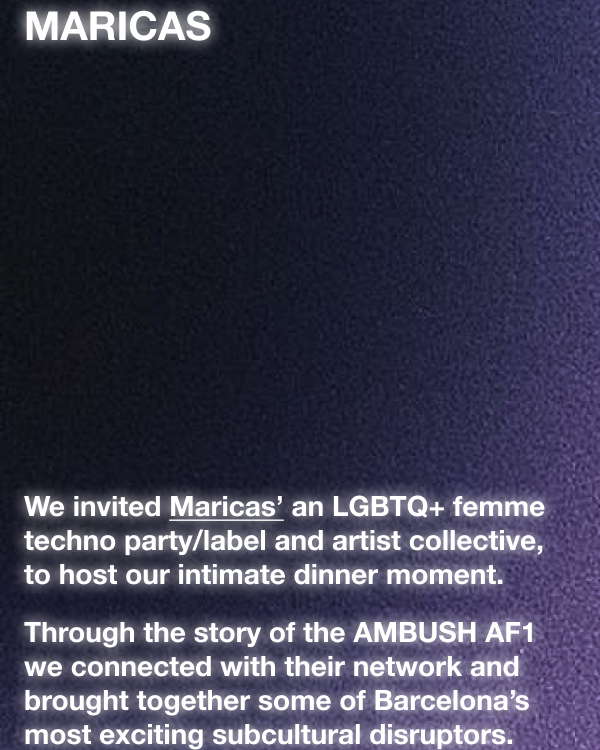 MARICAS
We invited Maricas’ an LGBTQ+ femme
techno party/label and artist collective,
to host our intimate dinner moment.
Through the story of the AMBUSH AF1
we connected with their network and
brought together some of Barcelona’s
most exciting subcultural disruptors.